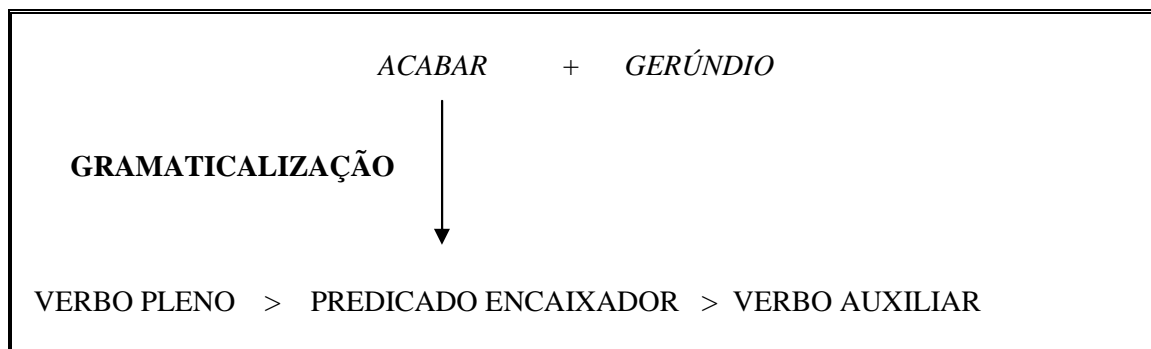 ACABAR + GERÚNDIO
GRAMATICALIZAÇÃO
VERBO PLENO > PREDICADO ENCAIXADOR > VERBO AUXILIAR